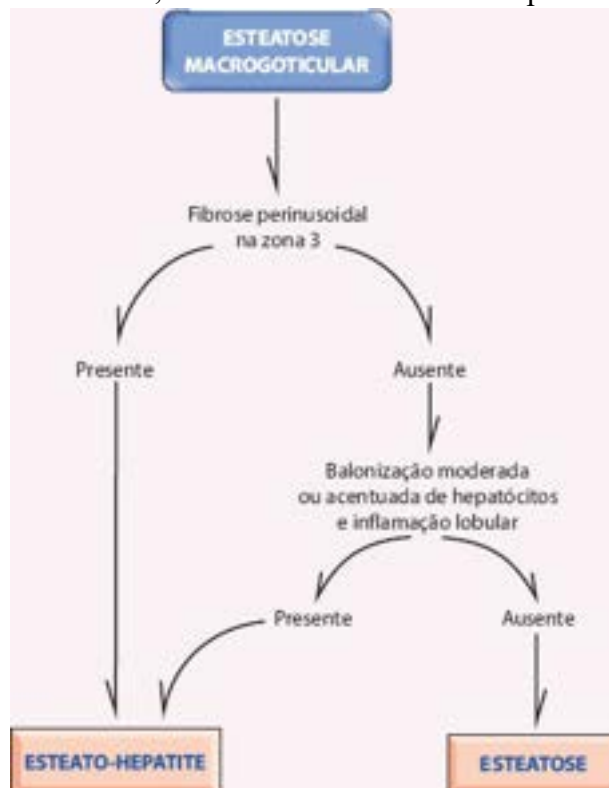 ESTEATOSE
MACROGOTICULAR
Fibrose perinusoidal
na zona 3
Presente
Ausente
Balonização moderada
ou acentuada de hepatócitos
e inflamação lobular
Presente
Ausente
ESTEATO-HEPATITE
ESTEATOSE